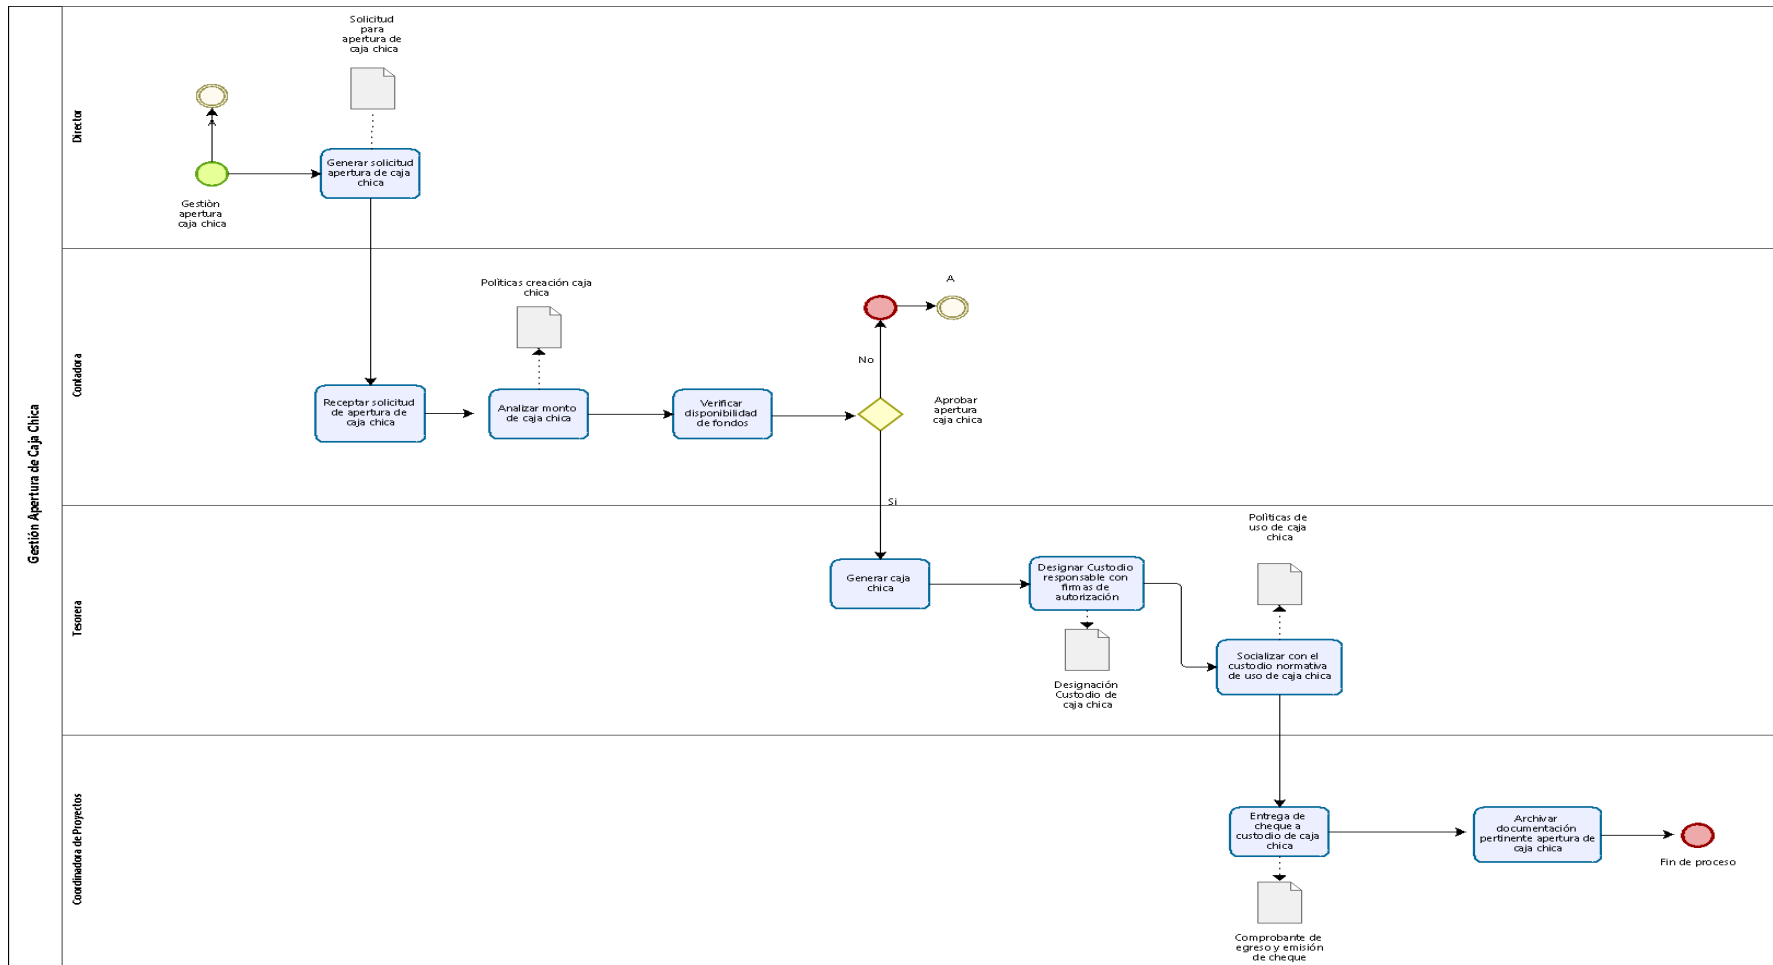 Gestión Apertura de Caja Chica
Director
Solicitud
para
apertura de
caja chica
Generar solicitud
apertura de caja
chica
Gestiòn
apertura
caja chica
Contadora
Polìticas creación caja
chica
A
No
Receptar solicitud
de apertura de
caja chica
Analizar monto
de caja chica
Verificar
disponibilidad
de fondos
Aprobar
apertura
caja chica
Si
Tesorera
Polìticas de
uso de caja
chica
Generar caja
chica
Designar Custodio
responsable con
firmas de
autorización
Designación
Custodio de
caja chica
Socializar con el
custodio normativa
de uso de caja chica
Coordinadora de Proyectos
Entrega de
cheque a
custodio de caja
chica
Archivar
documentación
pertinente apertura de
caja chica
Fin de proceso
Comprobante de
egreso y emisión
de cheque